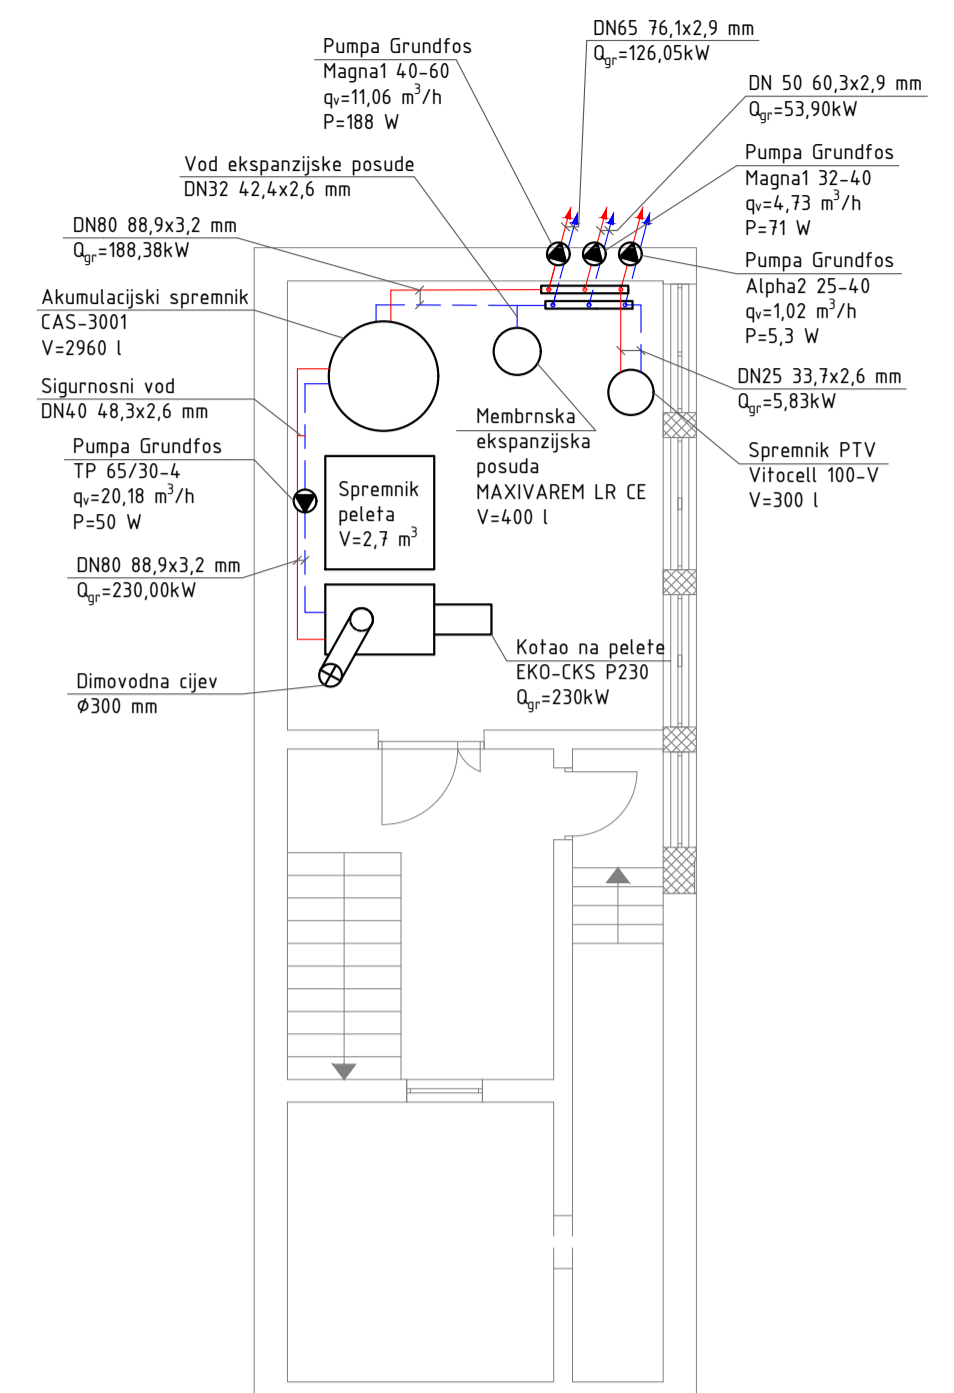 DN65 76,1x2,9 mm
Qgr=126,05kW
Pumpa Grundfos
Magna1 40-60
qv=11,06 m³/h
P=188 W
DN 50 60,3x2,9 mm
Qgr=53,90kW
Pumpa Grundfos
Magna1 32-40
qv=4,73 m³/h
P=71 W
Vod ekspanzijske posude
DN32 42,4x2,6 mm
DN80 88,9x3,2 mm
Qgr=188,38kW
Pumpa Grundfos
Alpha2 25-40
qv=1,02 m³/h
P=5,3 W
Akumulacijski spremnik
CAS-3001
V=2960 l
DN25 33,7x2,6 mm
Qgr=5,83kW
Sigurnosni vod
DN40 48,3x2,6 mm
Membrnska
ekspanzijska
posuda
MAXIVAREM LR CE
V=400 l
Pumpa Grundfos
TP 65/30-4
qv=20,18 m³/h
P=50 W
Spremnik PTV
Vitocell 100-V
V=300 l
Spremnik
peleta
V=2,7 m³
DN80 88,9x3,2 mm
Qgr=230,00kW
Kotao na pelete
EKO-CKS P230
Qgr=230kW
Dimovodna cijev
Ø300 mm